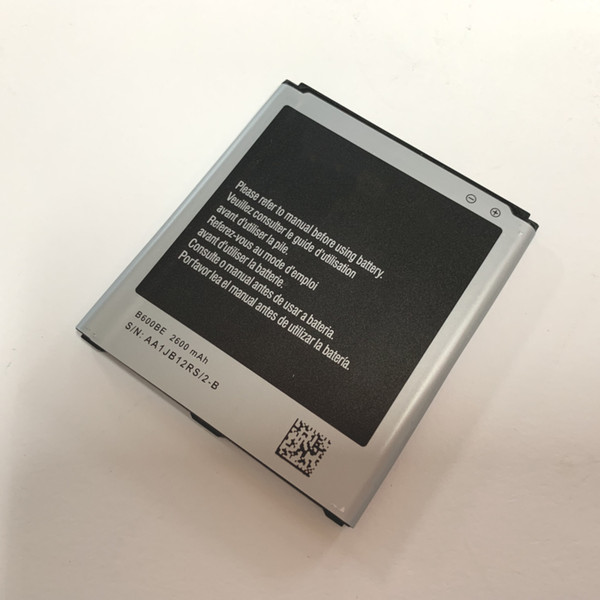 ⊖ ⊕
Please refer to manual before using battery.
Veuillez consulter le guide d'utilisation
avant d'utiliser la pile.
Referez-vous au mode d'emploi
avant d'utiliser la batterie.
Consulte o manual antes de usar a bateria.
Por favor lea el manual antes de utilizar la batería.
B600BE 2600 mAh
S/N: AA1JB12RS/2-B